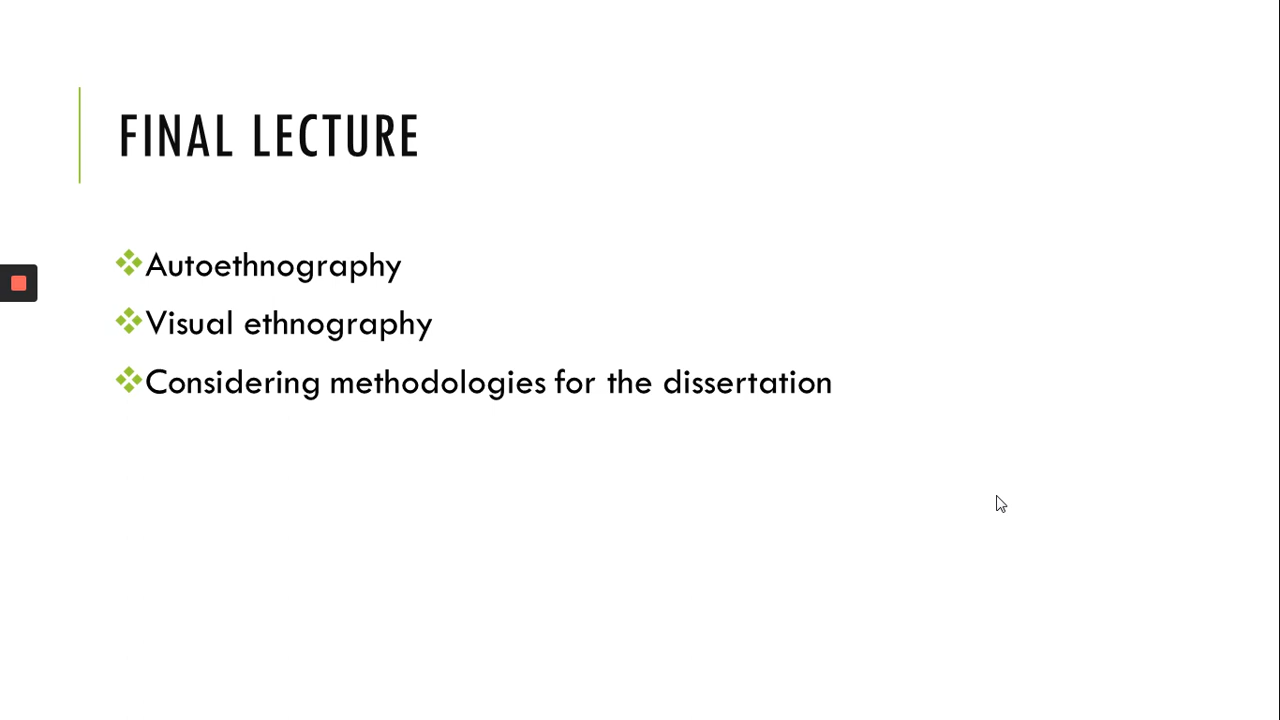 FINAL LECTURE
Autoethnography
Visual ethnography
Considering methodologies for the dissertation